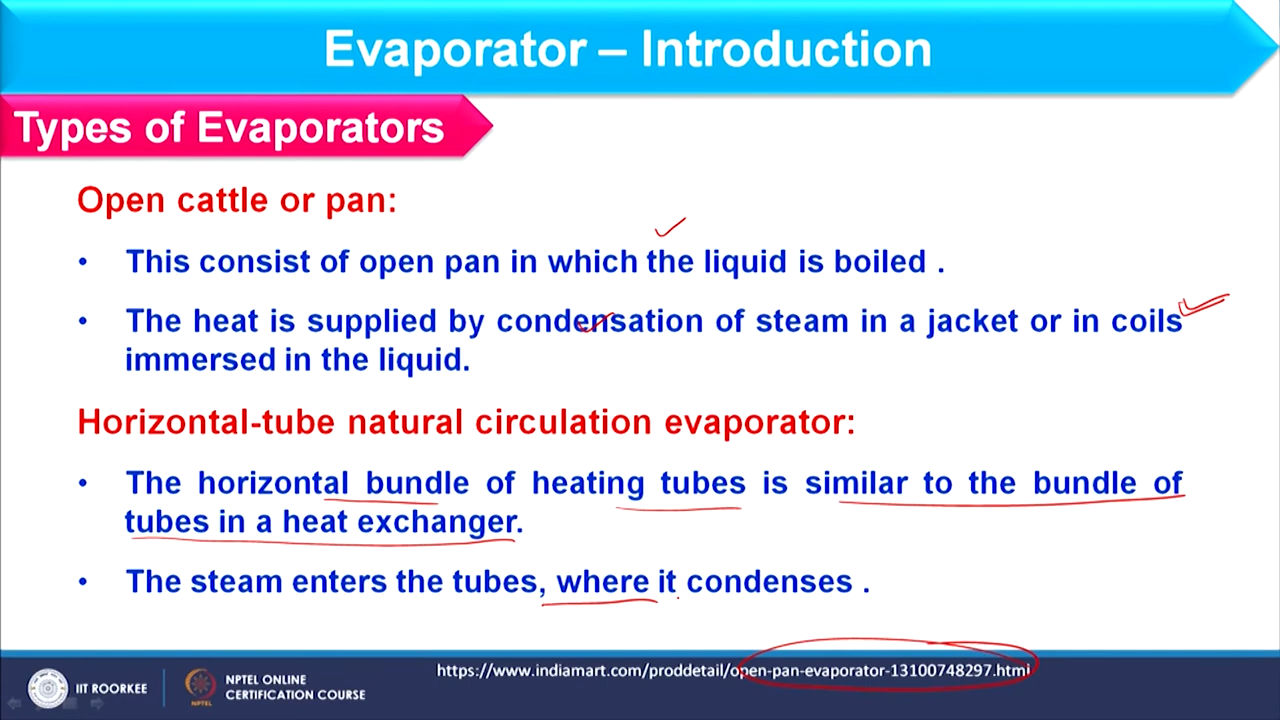 Evaporator – Introduction
Types of Evaporators
Open cattle or pan:
• This consist of open pan in which the liquid is boiled .
• The heat is supplied by condensation of steam in a jacket or in coils
immersed in the liquid.
Horizontal-tube natural circulation evaporator:
• The horizontal bundle of heating tubes is similar to the bundle of
tubes in a heat exchanger.
• The steam enters the tubes, where it condenses .
https://www.indiamart.com/proddetail/open-pan-evaporator-13100748297.html
IIT ROORKEE
NPTEL ONLINE
CERTIFICATION COURSE
NPTEL